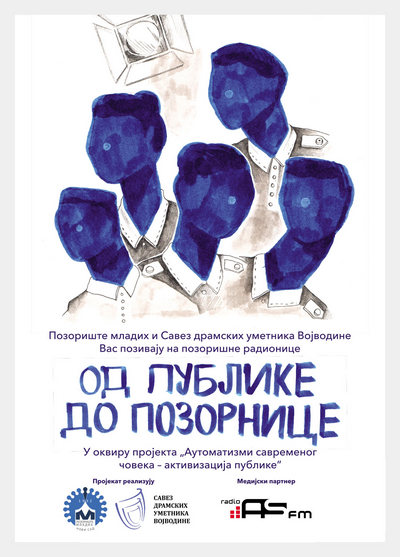 Позориште младих и Савез драмских уметника Војводине
Вас позивају на позоришне радионице
ОД ПУБЛИКЕ
ДО ПОЗОРНИЦЕ
У оквиру пројекта „Аутоматизми савременог
човека – активизација публике“
Пројекат реализују
Медијски партнер
М
САВЕЗ
ДРАМСКИХ
УМЕТНИКА
ВОЈВОДИНЕ
radio
AS FM